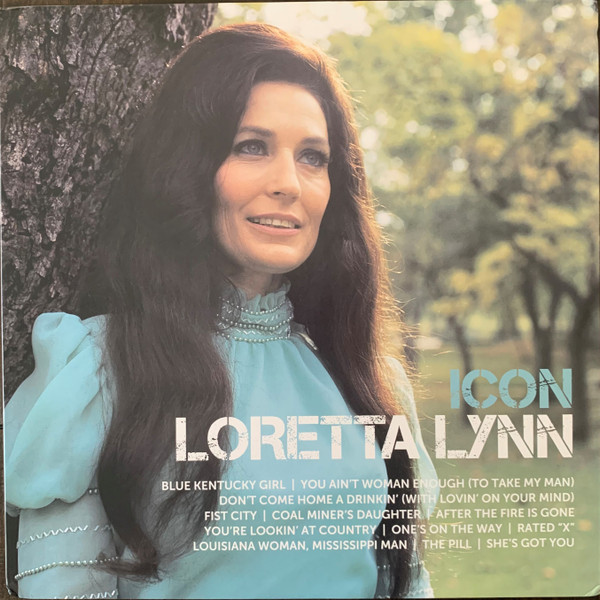 ICON
LORETTA LYNN
BLUE KENTUCKY GIRL | YOU AIN'T WOMAN ENOUGH (TO TAKE MY MAN)
DON'T COME HOME A DRINKIN' (WITH LOVIN' ON YOUR MIND)
FIST CITY | COAL MINER'S DAUGHTER | AFTER THE FIRE IS GONE
YOU'RE LOOKIN' AT COUNTRY | ONE'S ON THE WAY | RATED "X"
LOUISIANA WOMAN, MISSISSIPPI MAN | THE PILL | SHE'S GOT YOU